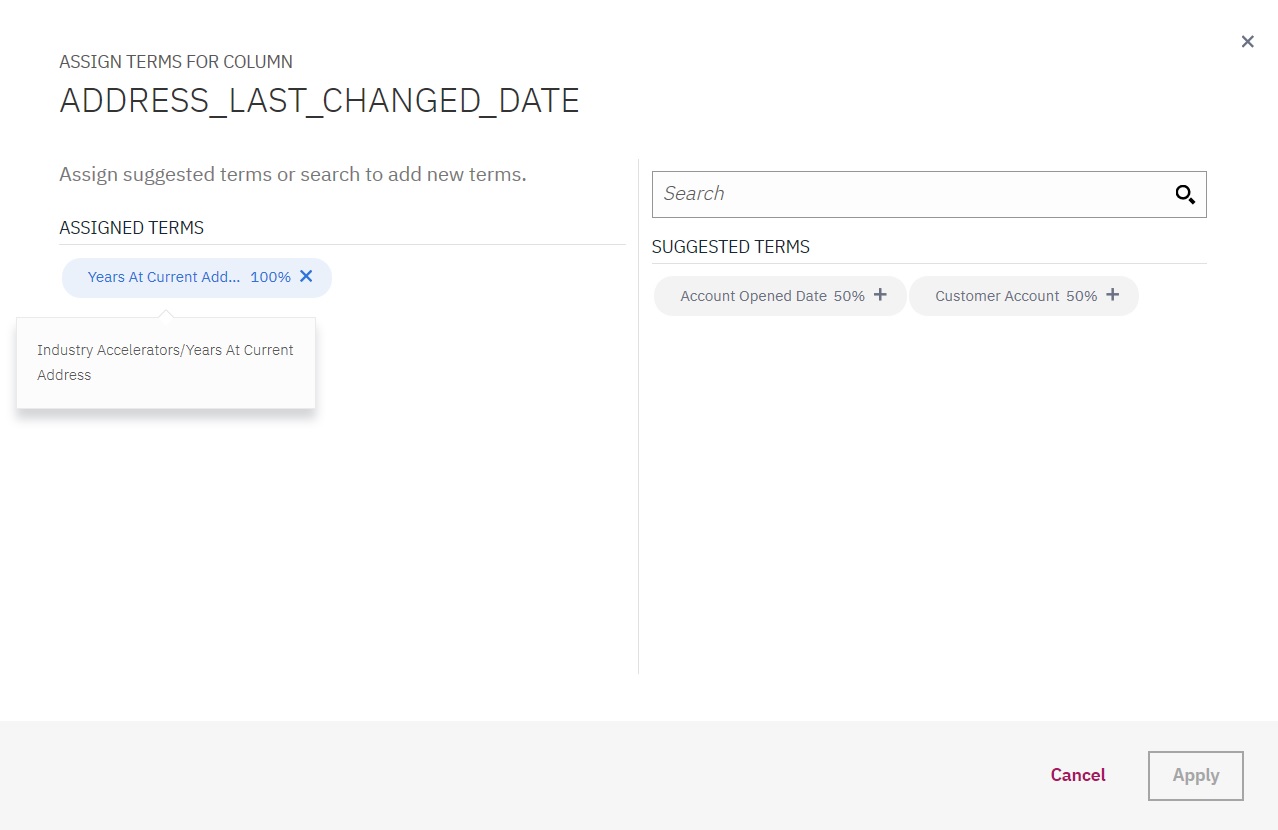 ASSIGN TERMS FOR COLUMN
ADDRESS_LAST_CHANGED_DATE
Assign suggested terms or search to add new terms.
ASSIGNED TERMS
Years At Current Add... 100%
Industry Accelerators/Years At Current
Address
Search
SUGGESTED TERMS
Account Opened Date 50% + Customer Account 50% +
Cancel
Apply